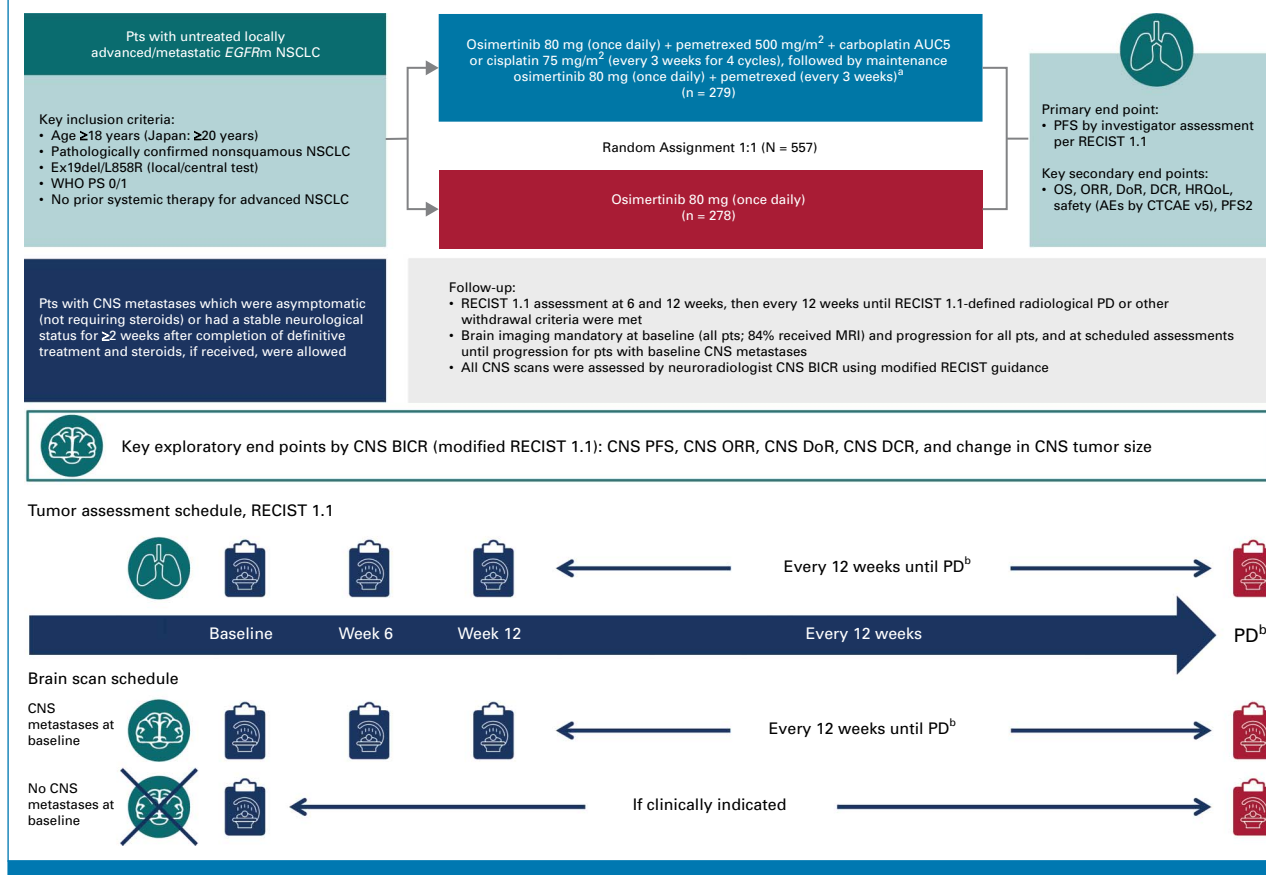 Pts with untreated locally
advanced/metastatic EGFRm NSCLC
Key inclusion criteria:
• Age ≥18 years (Japan: ≥20 years)
• Pathologically confirmed nonsquamous NSCLC
• Ex19del/L858R (local/central test)
• WHO PS 0/1
• No prior systemic therapy for advanced NSCLC
Osimertinib 80 mg (once daily) + pemetrexed 500 mg/m² + carboplatin AUC5
or cisplatin 75 mg/m² (every 3 weeks for 4 cycles), followed by maintenance
osimertinib 80 mg (once daily) + pemetrexed (every 3 weeks)ᵃ
(n = 279)
Random Assignment 1:1 (N = 557)
Osimertinib 80 mg (once daily)
(n = 278)
Primary end point:
• PFS by investigator assessment
per RECIST 1.1
Key secondary end points:
• OS, ORR, DoR, DCR, HRQoL,
safety (AEs by CTCAE v5), PFS2
Pts with CNS metastases which were asymptomatic
(not requiring steroids) or had a stable neurological
status for ≥2 weeks after completion of definitive
treatment and steroids, if received, were allowed
Follow-up:
• RECIST 1.1 assessment at 6 and 12 weeks, then every 12 weeks until RECIST 1.1-defined radiological PD or other
withdrawal criteria were met
• Brain imaging mandatory at baseline (all pts; 84% received MRI) and progression for all pts, and at scheduled assessments
until progression for pts with baseline CNS metastases
• All CNS scans were assessed by neuroradiologist CNS BICR using modified RECIST guidance
Key exploratory end points by CNS BICR (modified RECIST 1.1): CNS PFS, CNS ORR, CNS DoR, CNS DCR, and change in CNS tumor size
Tumor assessment schedule, RECIST 1.1
Every 12 weeks until PDᵇ
Baseline
Week 6
Week 12
Every 12 weeks
PDᵇ
Brain scan schedule
CNS
metastases at
baseline
Every 12 weeks until PDᵇ
No CNS
metastases at
baseline
If clinically indicated